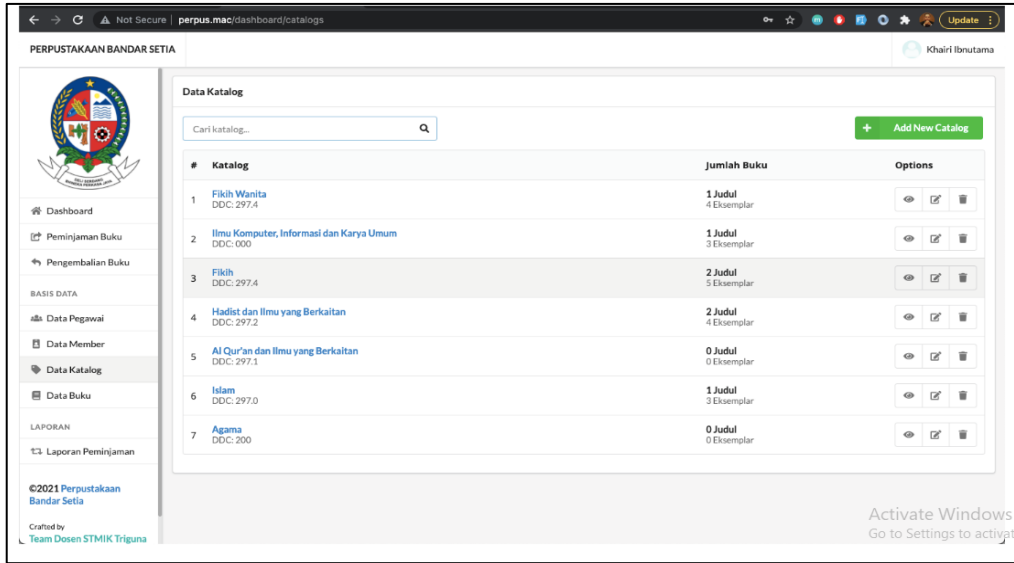 Not Secure | perpus.mac/dashboard/catalogs
Update
PERPUSTAKAAN BANDAR SETIA
Khairi Ibnutama
Data Katalog
Cari katalog...
+ Add New Catalog
# Katalog Jumlah Buku Options
1 Fikih Wanita 1 Judul
DDC: 297.4 4 Eksemplar
2 Ilmu Komputer, Informasi dan Karya Umum 1 Judul
DDC: 000 3 Eksemplar
3 Fikih 2 Judul
DDC: 297.4 5 Eksemplar
4 Hadist dan Ilmu yang Berkaitan 2 Judul
DDC: 297.2 4 Eksemplar
5 Al Qur'an dan Ilmu yang Berkaitan 0 Judul
DDC: 297.1 0 Eksemplar
6 Islam 1 Judul
DDC: 297.0 3 Eksemplar
7 Agama 0 Judul
DDC: 200 0 Eksemplar
Dashboard
Peminjaman Buku
Pengembalian Buku
BASIS DATA
Data Pegawai
Data Member
Data Katalog
Data Buku
LAPORAN
Laporan Peminjaman
©2021 Perpustakaan
Bandar Setia
Crafted by
Team Dosen STMIK Triguna
Activate Windows
Go to Settings to activat